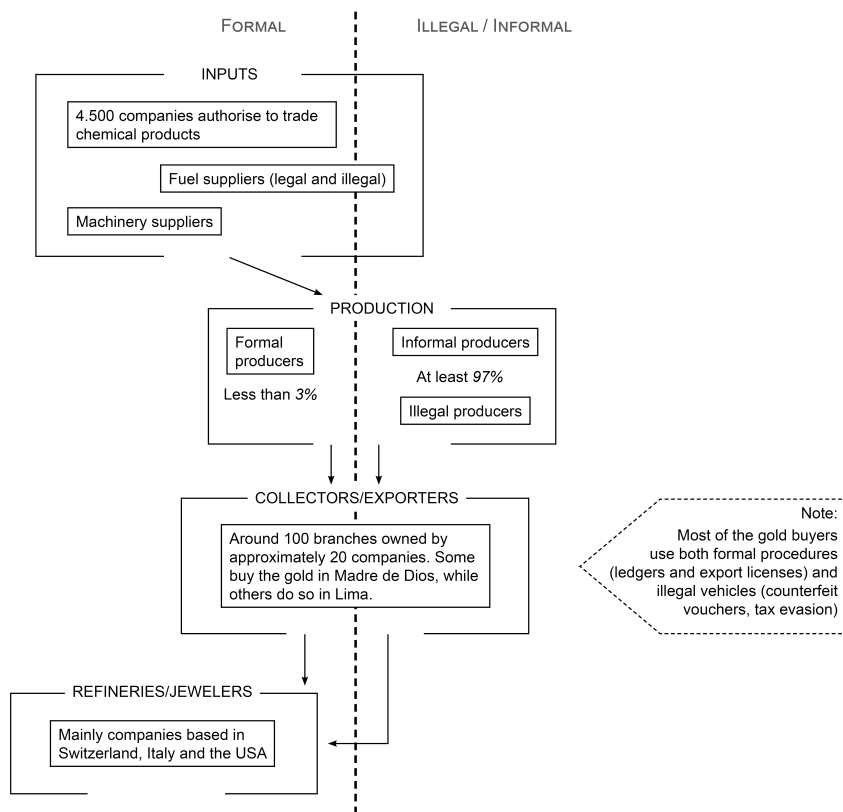 FORMAL
ILLEGAL / INFORMAL
INPUTS
4.500 companies authorise to trade
chemical products
Fuel suppliers (legal and illegal)
Machinery suppliers
PRODUCTION
Formal
producers
Less than 3%
Informal producers
At least 97%
Illegal producers
COLLECTORS/EXPORTERS
Around 100 branches owned by
approximately 20 companies. Some
buy the gold in Madre de Dios, while
others do so in Lima.
Note:
Most of the gold buyers
use both formal procedures
(ledgers and export licenses) and
illegal vehicles (counterfeit
vouchers, tax evasion)
REFINERIES/JEWELERS
Mainly companies based in
Switzerland, Italy and the USA